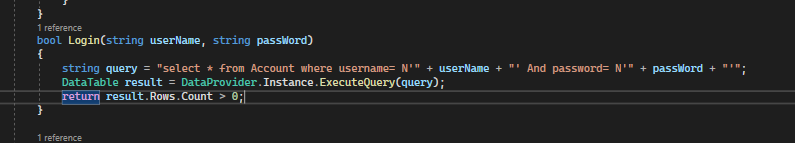 }
}
1 reference
bool Login(string userName, string passWord)
{
string query = "select * from Account where username= N'" + userName + "' And password= N'" + passWord + "'";
DataTable result = DataProvider.Instance.ExecuteQuery(query);
return result.Rows.Count > 0;
}
1 reference